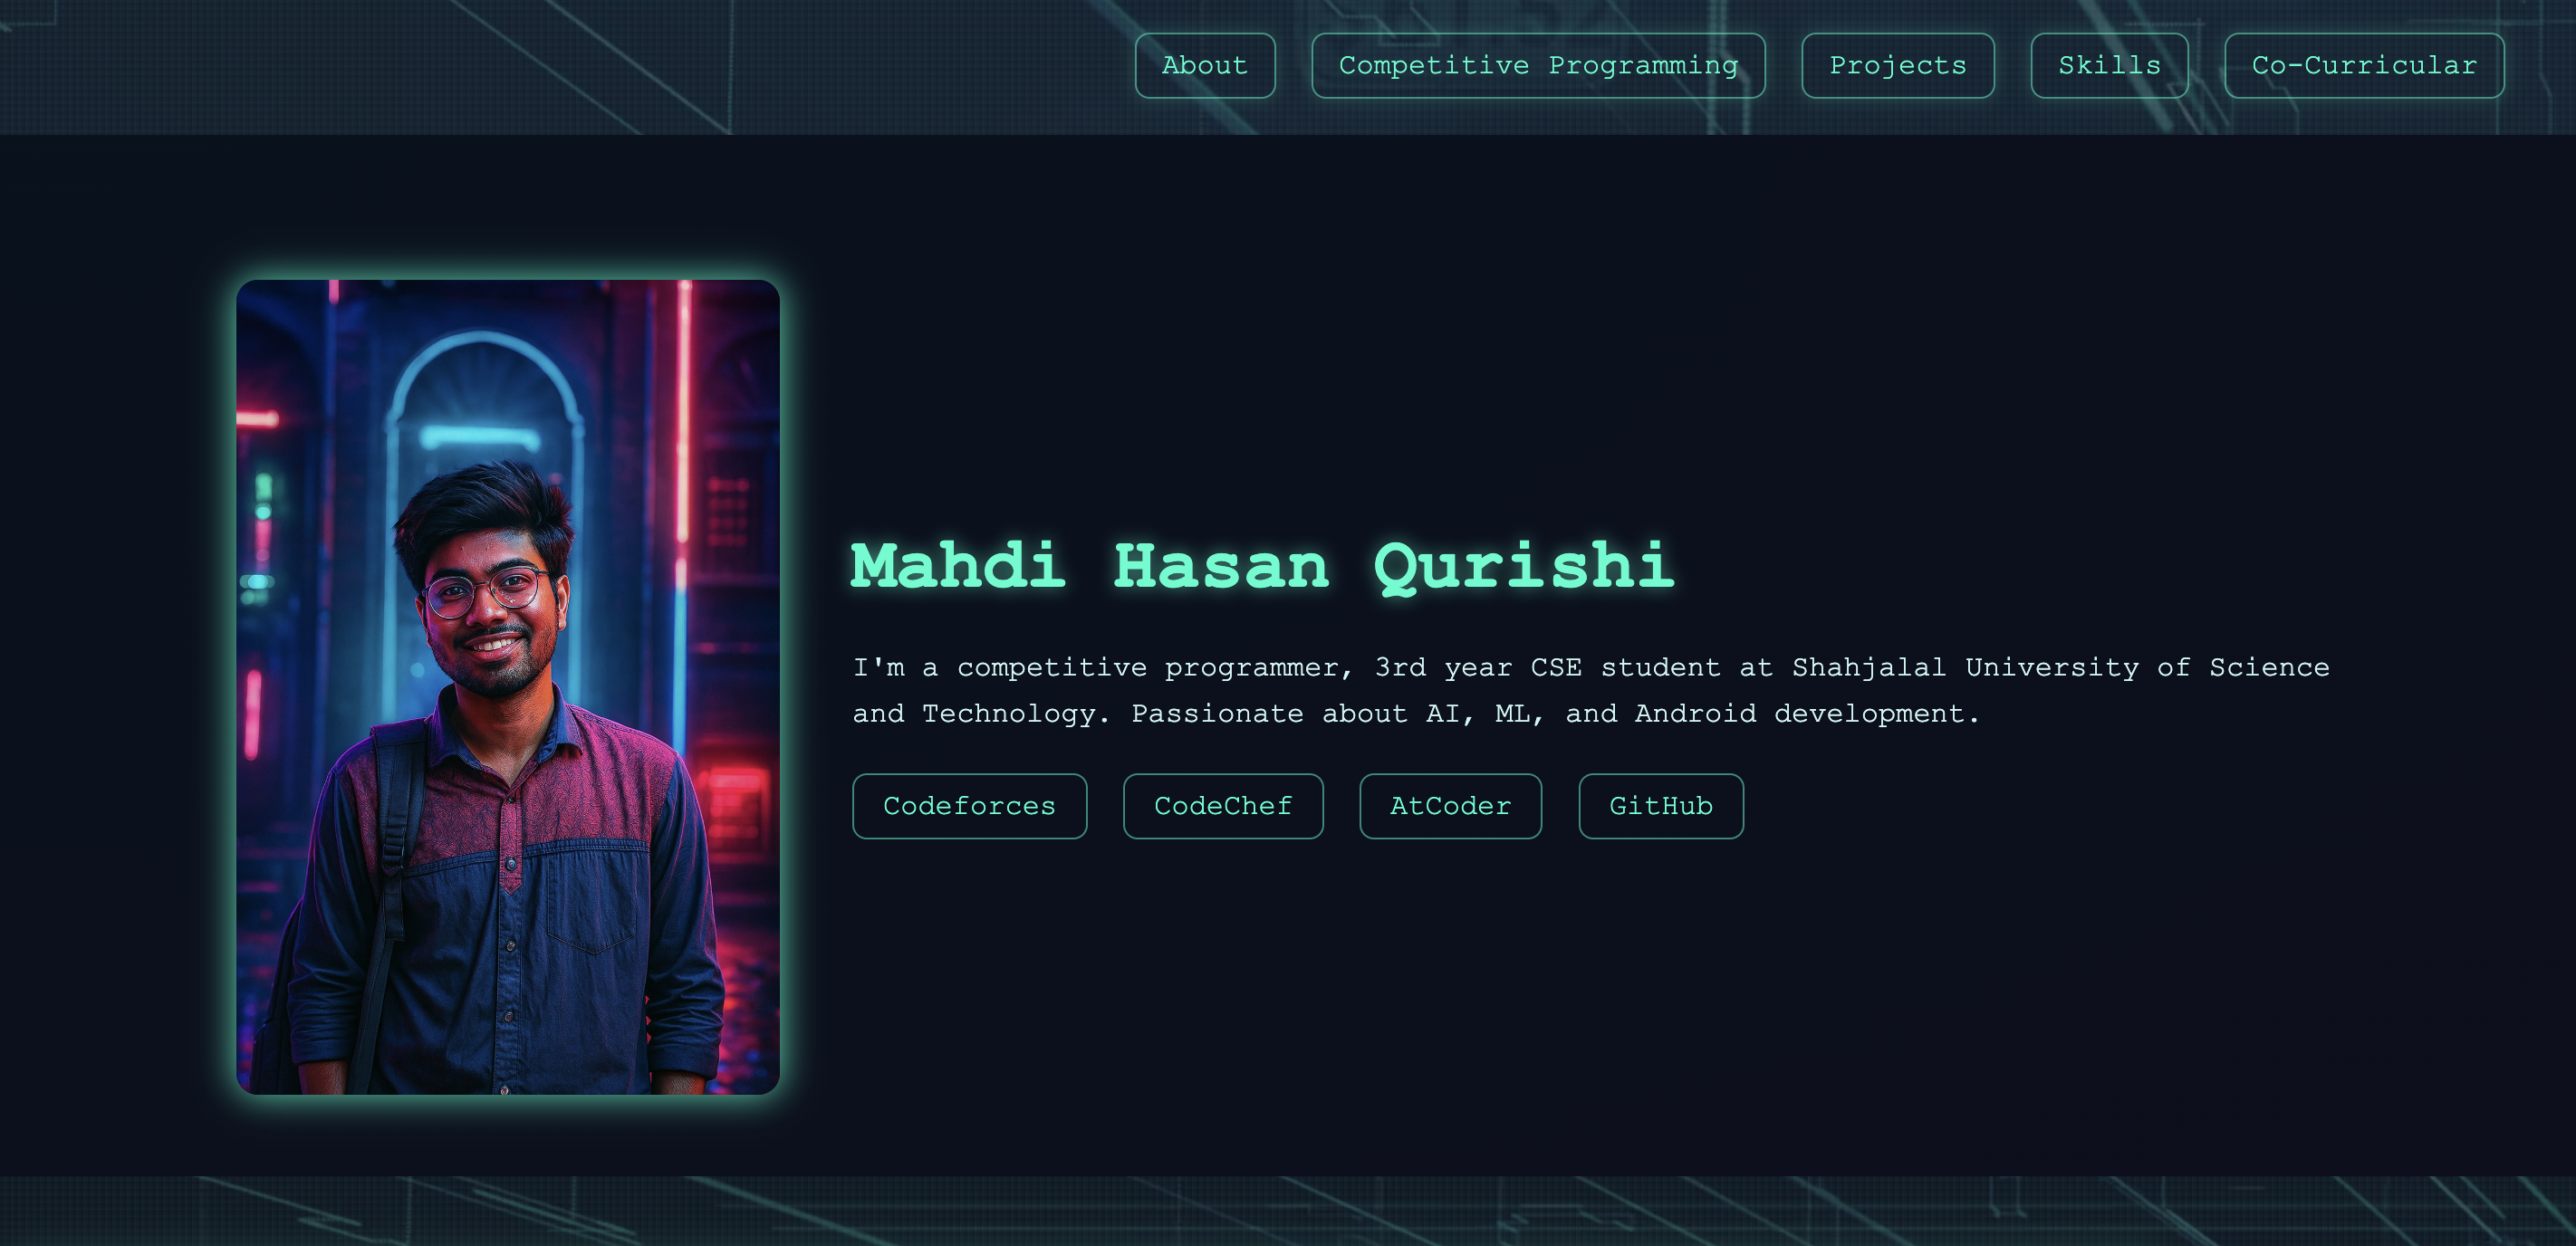 About Competitive Programming Projects Skills Co-Curricular
Mahdi Hasan Qurishi
I'm a competitive programmer, 3rd year CSE student at Shahjalal University of Science
and Technology. Passionate about AI, ML, and Android development.
Codeforces CodeChef AtCoder GitHub